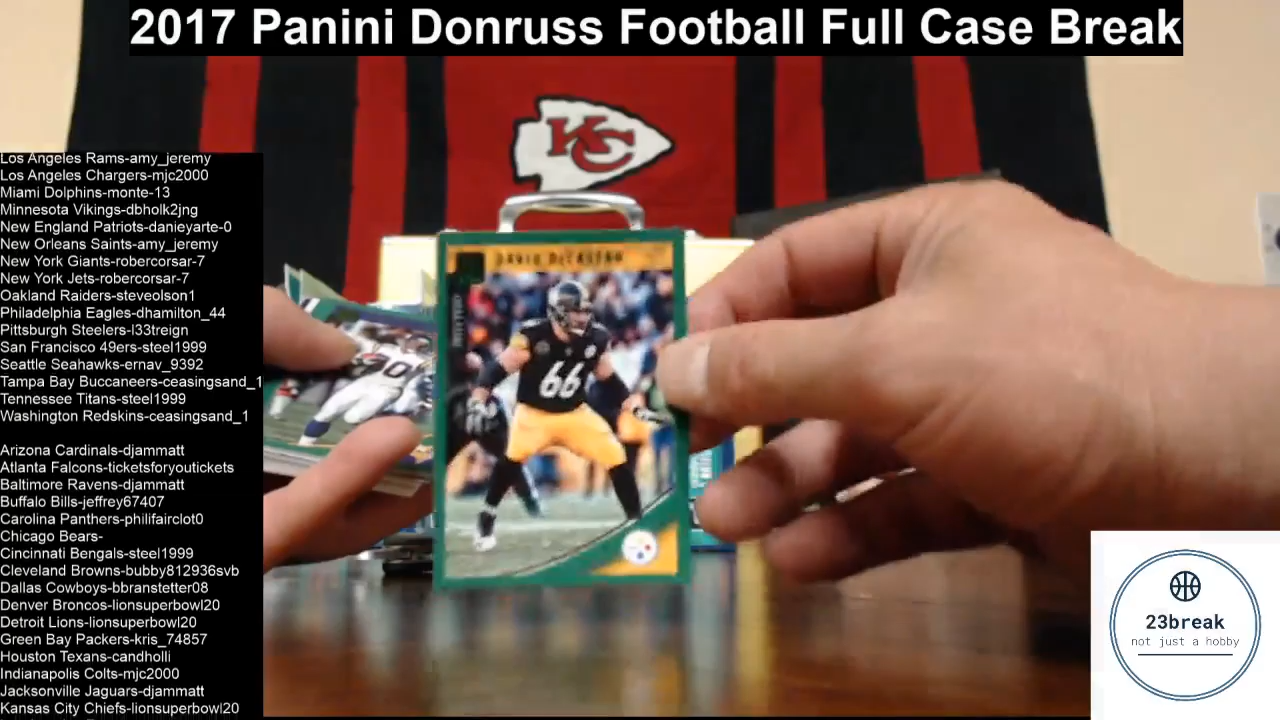 2017 Panini Donruss Football Full Case Break
KC
Los Angeles Rams-amy_jeremy
Los Angeles Chargers-mjc2000
Miami Dolphins-monte-13
Minnesota Vikings-dbholk2jng
New England Patriots-danieyarte-0
New Orleans Saints-amy_jeremy
New York Giants-robercorsar-7
New York Jets-robercorsar-7
Oakland Raiders-steveolson1
Philadelphia Eagles-dhamilton_44
Pittsburgh Steelers-l33treign
San Francisco 49ers-steel1999
Seattle Seahawks-ernav_9392
Tampa Bay Buccaneers-ceasingsand_1
Tennessee Titans-steel1999
Washington Redskins-ceasingsand_1
Arizona Cardinals-djammatt
Atlanta Falcons-ticketsforyoutickets
Baltimore Ravens-djammatt
Buffalo Bills-jeffrey67407
Carolina Panthers-philifairclot0
Chicago Bears-
Cincinnati Bengals-steel1999
Cleveland Browns-bubby812936svb
Dallas Cowboys-bbranstetter08
Denver Broncos-lionsuperbowl20
Detroit Lions-lionsuperbowl20
Green Bay Packers-kris_74857
Houston Texans-candholli
Indianapolis Colts-mjc2000
Jacksonville Jaguars-djammatt
Kansas City Chiefs-lionsuperbowl20
DAVID DeCASTRO
66
23break
not just a hobby